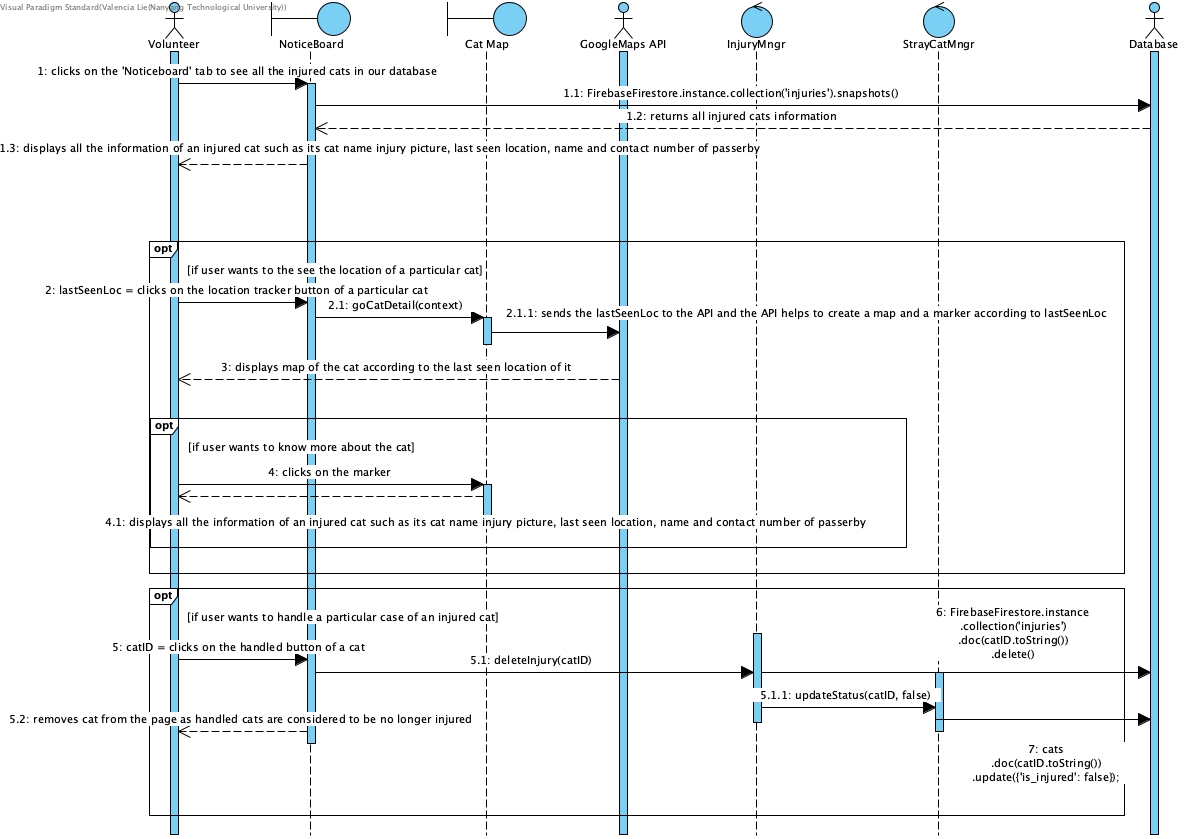 Visual Paradigm Standard(Valencia Lie(Nanyang Technological University))
Volunteer
NoticeBoard
Cat Map
GoogleMaps API
InjuryMngr
StrayCatMngr
Database
1: clicks on the 'Noticeboard' tab to see all the injured cats in our database
1.1: FirebaseFirestore.instance.collection('injuries').snapshots()
1.2: returns all injured cats information
1.3: displays all the information of an injured cat such as its cat name injury picture, last seen location, name and contact number of passerby
opt
[if user wants to the see the location of a particular cat]
2: lastSeenLoc = clicks on the location tracker button of a particular cat
2.1: goCatDetail(context)
2.1.1: sends the lastSeenLoc to the API and the API helps to create a map and a marker according to lastSeenLoc
3: displays map of the cat according to the last seen location of it
opt
[if user wants to know more about the cat]
4: clicks on the marker
4.1: displays all the information of an injured cat such as its cat name injury picture, last seen location, name and contact number of passerby
opt
[if user wants to handle a particular case of an injured cat]
6: FirebaseFirestore.instance
.collection('injuries')
.doc(catID.toString())
.delete()
5: catID = clicks on the handled button of a cat
5.1: deleteInjury(catID)
5.1.1: updateStatus(catID, false)
5.2: removes cat from the page as handled cats are considered to be no longer injured
7: cats
.doc(catID.toString())
.update({'is_injured': false});